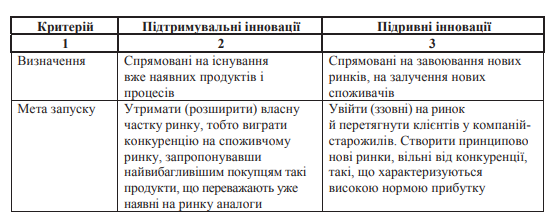 Критерій Підтримувальні інновації Підривні інновації
1 2 3
Визначення Спрямовані на існування Спрямовані на завоювання нових
вже наявних продуктів і ринків, на залучення нових
процесів споживачів
Мета запуску Утримати (розширити) власну Увійти (ззовні) на ринок
частку ринку, тобто виграти й перетягнути клієнтів у компаній-
конкуренцію на споживчому старожилів. Створити принципово
ринку, запропонувавши нові ринки, вільні від конкуренції,
найвибагливішим покупцям такі такі, що характеризуються
продукти, що переважають уже високою нормою прибутку
наявні на ринку аналоги